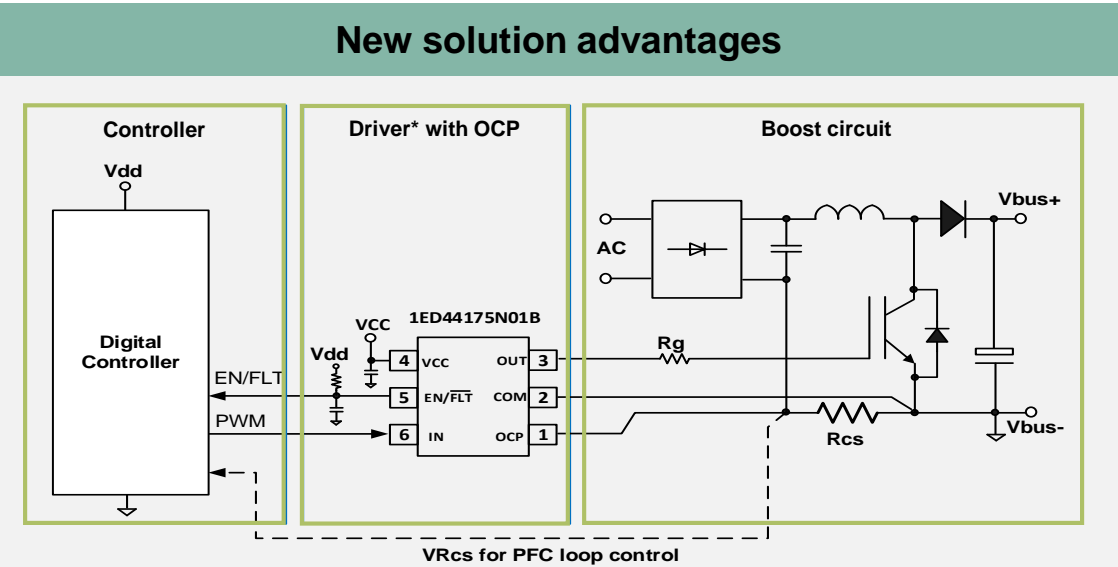 New solution advantages
Controller
Driver* with OCP
Boost circuit
Vdd
Digital
Controller
EN/FLT
PWM
1ED44175N01B
VCC
Vdd
4 VCC OUT 3
5 EN/FLT COM 2
6 IN OCP 1
AC
Rg
Rcs
Vbus+
Vbus-
VRcs for PFC loop control